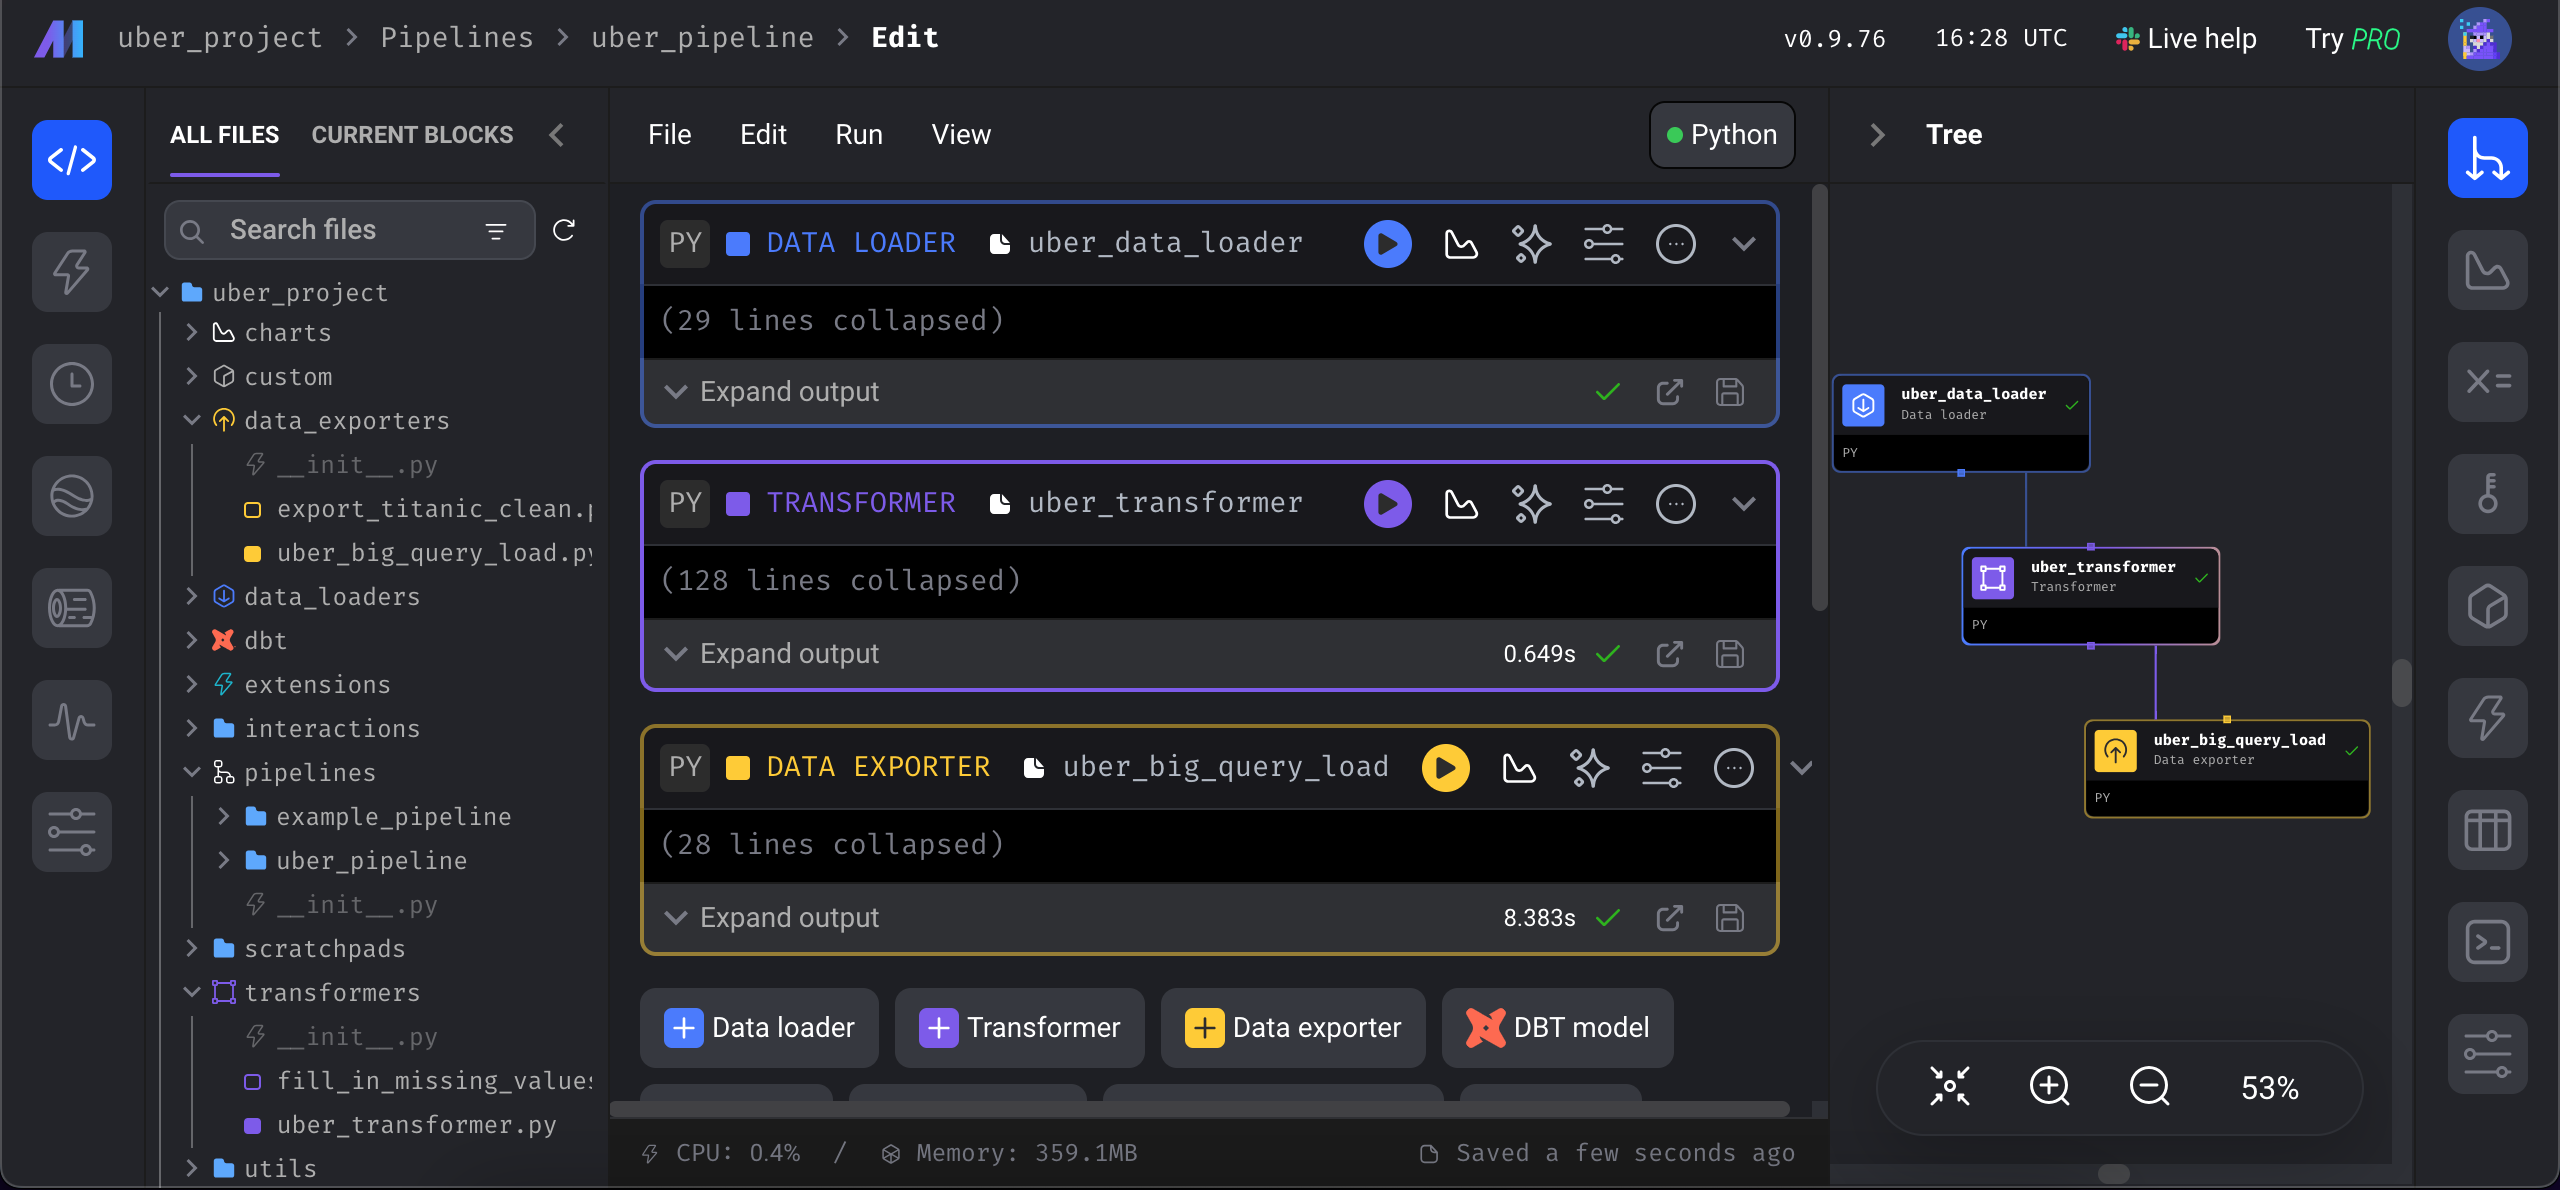 uber_project > Pipelines > uber_pipeline > Edit
v0.9.76
16:28 UTC
Live help
Try PRO
ALL FILES
CURRENT BLOCKS
Search files
uber_project
charts
custom
data_exporters
__init__.py
export_titanic_clean.p
uber_big_query_load.py
data_loaders
dbt
extensions
interactions
pipelines
example_pipeline
uber_pipeline
__init__.py
scratchpads
transformers
__init__.py
fill_in_missing_values
uber_transformer.py
utils
File
Edit
Run
View
Python
PY DATA LOADER uber_data_loader
(29 lines collapsed)
Expand output
PY TRANSFORMER uber_transformer
(128 lines collapsed)
Expand output
0.649s
PY DATA EXPORTER uber_big_query_load
(28 lines collapsed)
Expand output
8.383s
Data loader
Transformer
Data exporter
DBT model
CPU: 0.4% / Memory: 359.1MB
Saved a few seconds ago
Tree
uber_data_loader
Data loader
PY
uber_transformer
Transformer
PY
uber_big_query_load
Data exporter
PY
53%